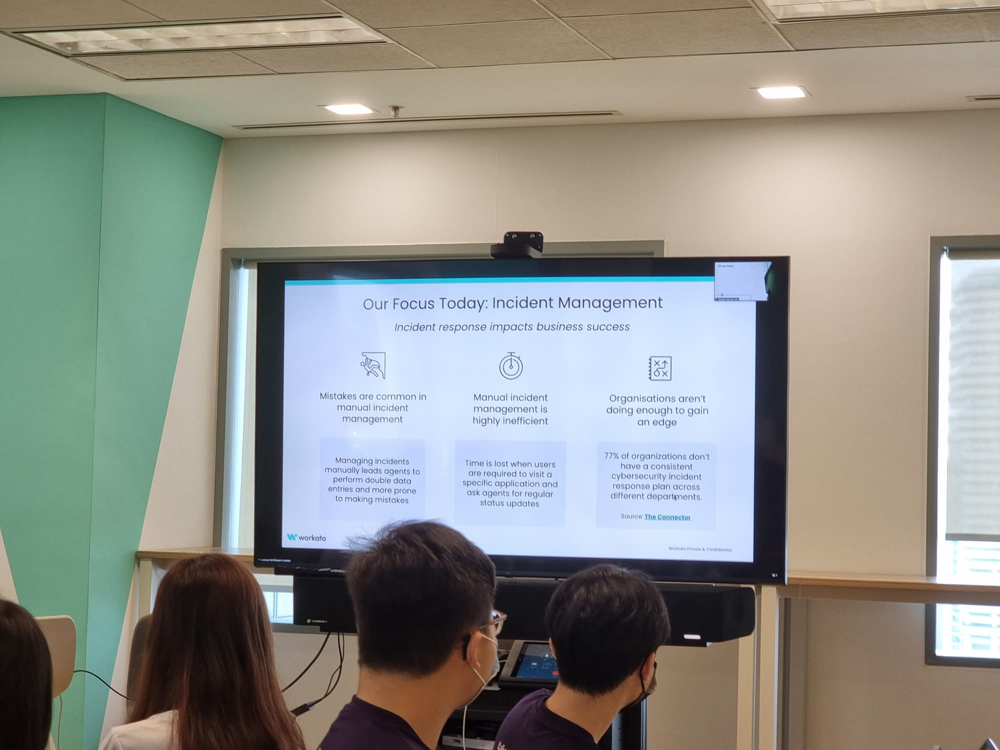 workato
Our Focus Today: Incident Management
Incident response impacts business success
Mistakes are common in
manual incident
management
Manual incident
management is
highly inefficient
Organisations aren't
doing enough to gain
an edge
Managing incidents
manually leads agents to
perform double data
entries and more prone
to making mistakes
Time is lost when users
are required to visit a
specific application and
ask agents for regular
status updates
77% of organizations don't
have a consistent
cybersecurity incident
response plan across
different departments.
Source: The Connector
workato
Workato Private & Confidential